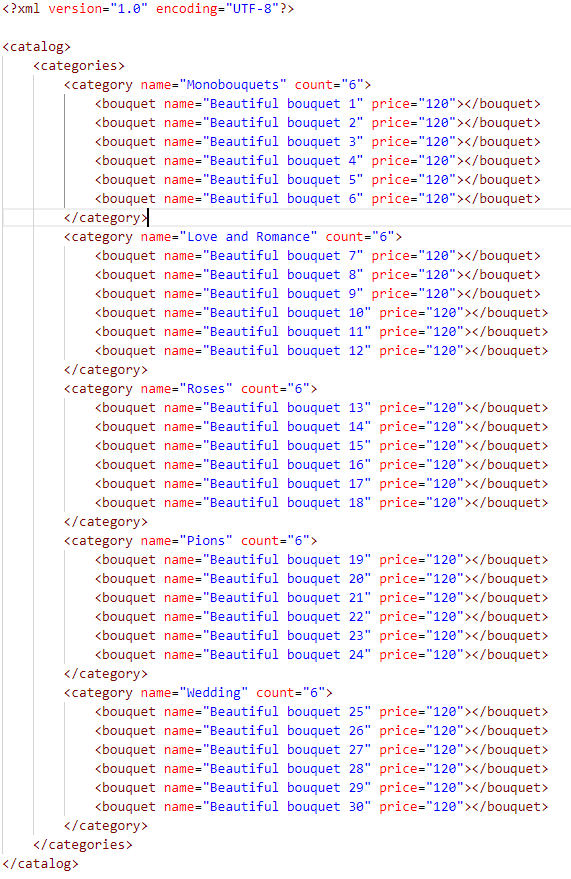 <?xml version="1.0" encoding="UTF-8"?>
<catalog>
<categories>
<category name="Monobouquets" count="6">
<bouquet name="Beautiful bouquet 1" price="120"></bouquet>
<bouquet name="Beautiful bouquet 2" price="120"></bouquet>
<bouquet name="Beautiful bouquet 3" price="120"></bouquet>
<bouquet name="Beautiful bouquet 4" price="120"></bouquet>
<bouquet name="Beautiful bouquet 5" price="120"></bouquet>
<bouquet name="Beautiful bouquet 6" price="120"></bouquet>
</category>
<category name="Love and Romance" count="6">
<bouquet name="Beautiful bouquet 7" price="120"></bouquet>
<bouquet name="Beautiful bouquet 8" price="120"></bouquet>
<bouquet name="Beautiful bouquet 9" price="120"></bouquet>
<bouquet name="Beautiful bouquet 10" price="120"></bouquet>
<bouquet name="Beautiful bouquet 11" price="120"></bouquet>
<bouquet name="Beautiful bouquet 12" price="120"></bouquet>
</category>
<category name="Roses" count="6">
<bouquet name="Beautiful bouquet 13" price="120"></bouquet>
<bouquet name="Beautiful bouquet 14" price="120"></bouquet>
<bouquet name="Beautiful bouquet 15" price="120"></bouquet>
<bouquet name="Beautiful bouquet 16" price="120"></bouquet>
<bouquet name="Beautiful bouquet 17" price="120"></bouquet>
<bouquet name="Beautiful bouquet 18" price="120"></bouquet>
</category>
<category name="Pions" count="6">
<bouquet name="Beautiful bouquet 19" price="120"></bouquet>
<bouquet name="Beautiful bouquet 20" price="120"></bouquet>
<bouquet name="Beautiful bouquet 21" price="120"></bouquet>
<bouquet name="Beautiful bouquet 22" price="120"></bouquet>
<bouquet name="Beautiful bouquet 23" price="120"></bouquet>
<bouquet name="Beautiful bouquet 24" price="120"></bouquet>
</category>
<category name="Wedding" count="6">
<bouquet name="Beautiful bouquet 25" price="120"></bouquet>
<bouquet name="Beautiful bouquet 26" price="120"></bouquet>
<bouquet name="Beautiful bouquet 27" price="120"></bouquet>
<bouquet name="Beautiful bouquet 28" price="120"></bouquet>
<bouquet name="Beautiful bouquet 29" price="120"></bouquet>
<bouquet name="Beautiful bouquet 30" price="120"></bouquet>
</category>
</categories>
</catalog>